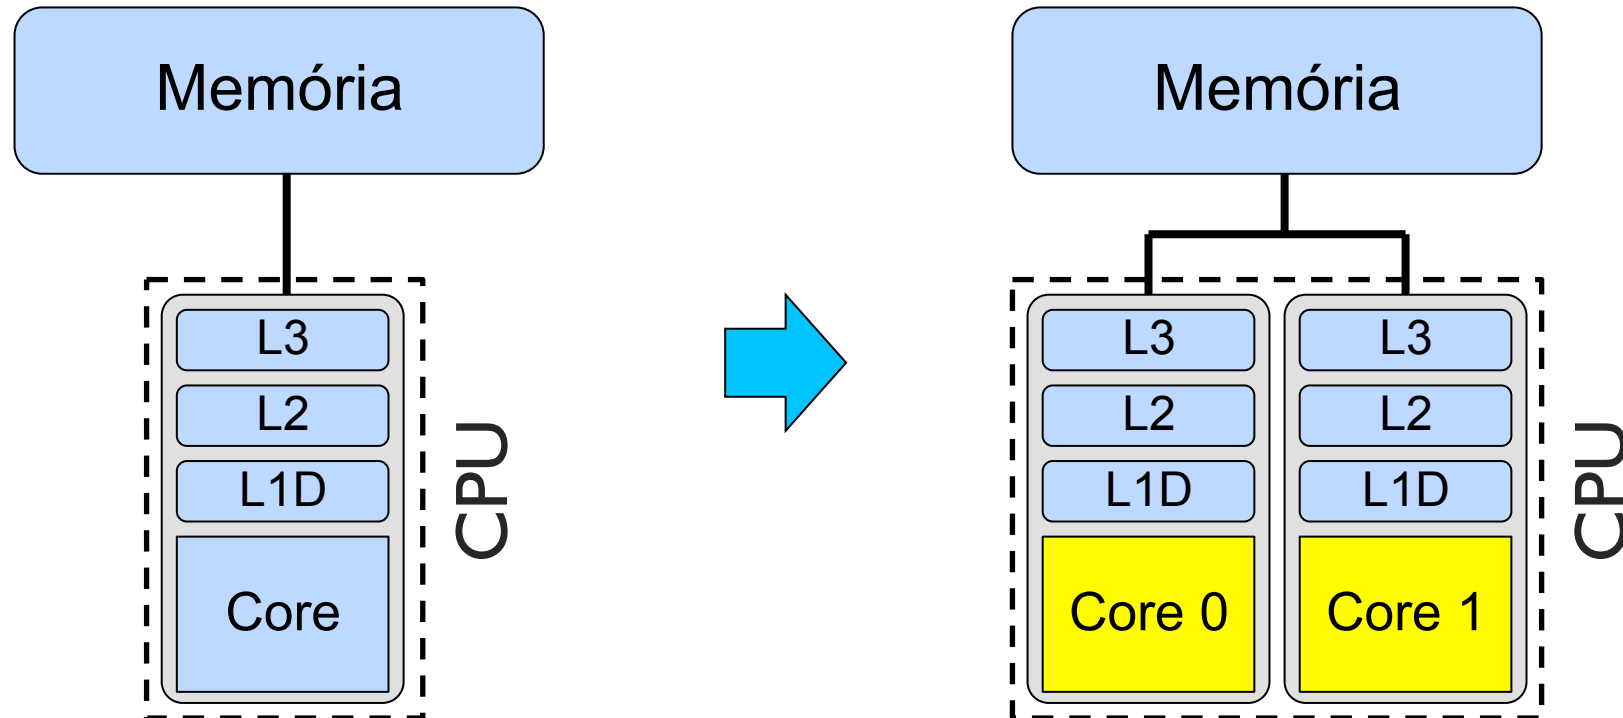 Memória
L3
L2
L1D
Core
CPU
Memória
L3
L2
L1D
Core 0
L3
L2
L1D
Core 1
CPU